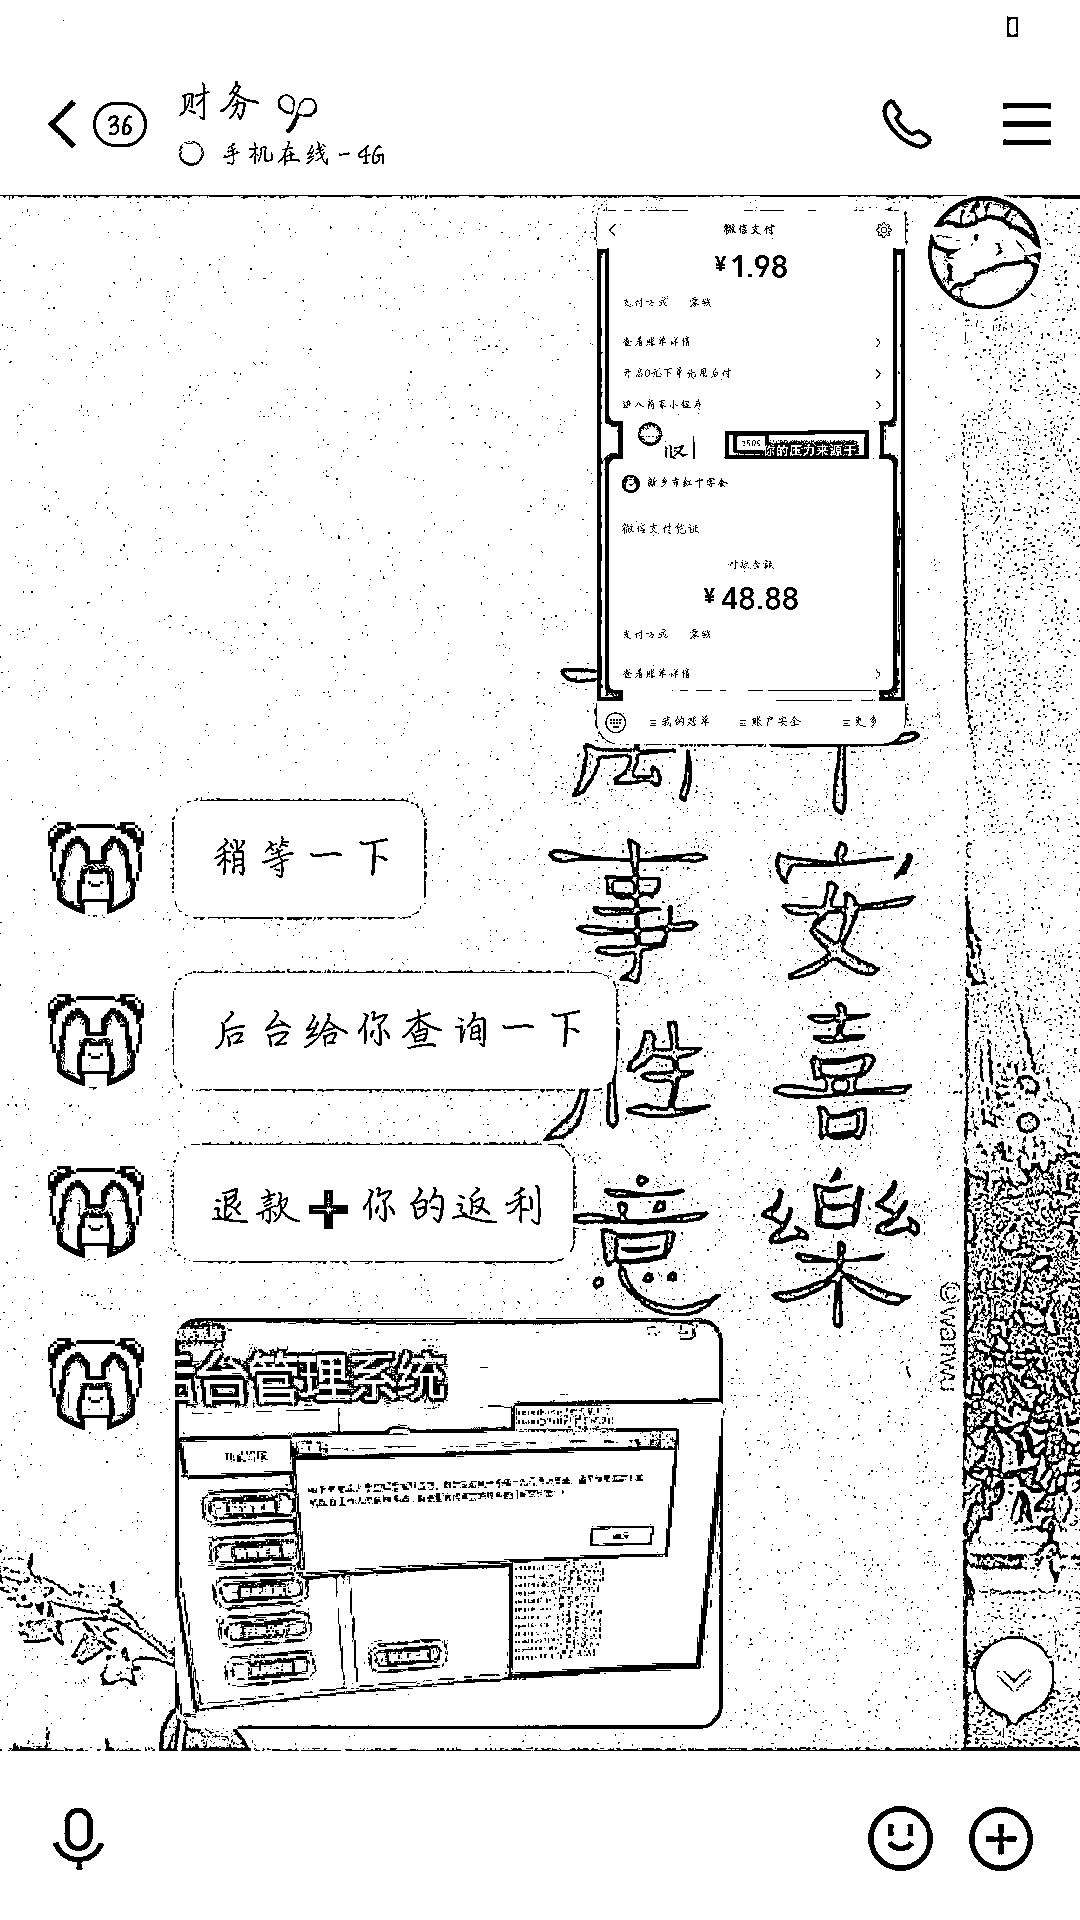 36
财务
手机在线-4G
微信支付
¥1.98
支付方式 零钱
查看账单详情
开启0元下单先用后付
进入商家小程序
你的压力来源于
新乡市红十字会
微信支付凭证
付款金额
¥48.88
支付方式 零钱
查看账单详情
我的账单
账户安全
更多
稍等一下
后台给你查询一下
退款+你的返利
台管理系统
事
性
意
安
喜
樂